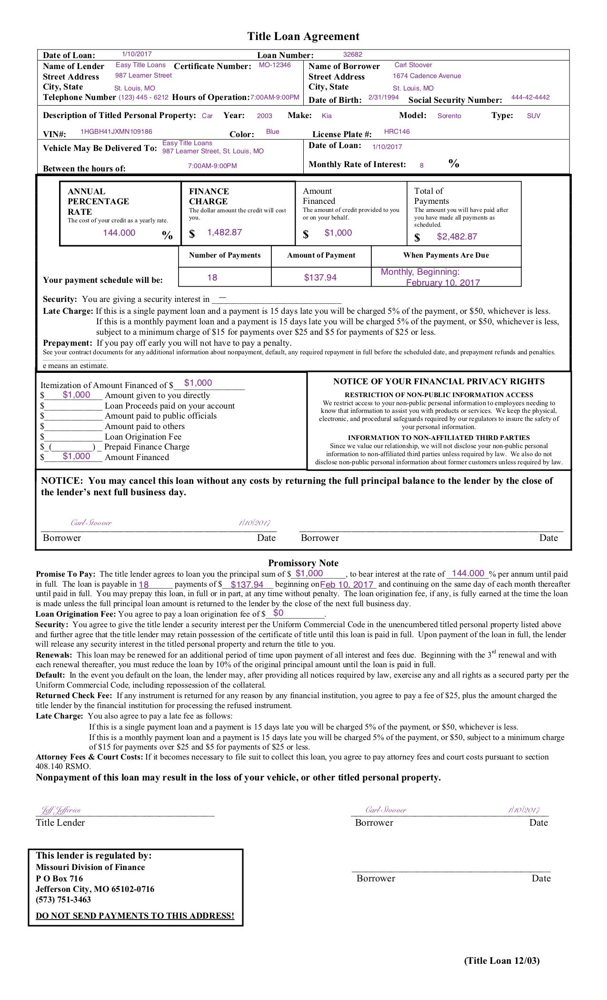 Title Loan Agreement
Date of Loan: 1/10/2017 Loan Number: 32682
Name of Lender Easy Title Loans Certificate Number: MO-12346
Street Address 987 Learner Street
City, State St. Louis, MO
Telephone Number (123) 445 - 6212 Hours of Operation: 7:00AM-9:00PM
Name of Borrower Carl Stoover
Street Address 1674 Cadence Avenue
City, State St. Louis, MO
Date of Birth: 2/31/1994 Social Security Number: 444-42-4442
Description of Titled Personal Property: Car Year: 2003 Make: Kia Model: Sorento Type: SUV
VIN#: 1HGBH41JXMN109186 Color: Blue License Plate #: HRC146
Vehicle May Be Delivered To: Easy Title Loans
987 Learner Street, St. Louis, MO
Between the hours of: 7:00AM-9:00PM
Date of Loan: 1/10/2017
Monthly Rate of Interest: 8 %
ANNUAL
PERCENTAGE
RATE
The cost of your credit as a yearly rate.
144.000 %
FINANCE
CHARGE
The dollar amount the credit will cost
you.
$ 1,482.87
Amount
Financed
The amount of credit provided to you
or on your behalf.
$ $1,000
Total of
Payments
The amount you will have paid after
you have made all payments as
scheduled.
$ $2,482.87
Number of Payments Amount of Payment When Payments Are Due
Your payment schedule will be: 18 $137.94 Monthly, Beginning:
February 10, 2017
Security: You are giving a security interest in —
Late Charge: If this is a single payment loan and a payment is 15 days late you will be charged 5% of the payment, or $50, whichever is less.
If this is a monthly payment loan and a payment is 15 days late you will be charged 5% of the payment, or $50, whichever is less,
subject to a minimum charge of $15 for payments over $25 and $5 for payments of $25 or less.
Prepayment: If you pay off early you will not have to pay a penalty.
See your contract documents for any additional information about nonpayment, default, any required repayment in full before the scheduled date, and prepayment refunds and penalties.
e means an estimate.
Itemization of Amount Financed of $ $1,000
$ $1,000 Amount given to you directly
$ Loan Proceeds paid on your account
$ Amount paid to public officials
$ Amount paid to others
$ Loan Origination Fee
$ ( ) Prepaid Finance Charge
$ $1,000 Amount Financed
NOTICE OF YOUR FINANCIAL PRIVACY RIGHTS
RESTRICTION OF NON-PUBLIC INFORMATION ACCESS
We restrict access to your non-public personal information to employees needing to
know that information to assist you with products or services. We keep the physical,
electronic, and procedural safeguards required by our regulators to insure the safety of
your personal information.
INFORMATION TO NON-AFFILIATED THIRD PARTIES
Since we value our relationship, we will not disclose your non-public personal
information to non-affiliated third parties unless required by law. We also do not
disclose non-public personal information about former customers unless required by law.
NOTICE: You may cancel this loan without any costs by returning the full principal balance to the lender by the close of
the lender's next full business day.
Carl Stoover 1/10/2017
Borrower Date Borrower Date
Promissory Note
Promise To Pay: The title lender agrees to loan you the principal sum of $ $1,000, to bear interest at the rate of 144.000% per annum until paid
in full. The loan is payable in 18 payments of $ $137.94 beginning on Feb 10, 2017 and continuing on the same day of each month thereafter
until paid in full. You may prepay this loan, in full or in part, at any time without penalty. The loan origination fee, if any, is fully earned at the time the loan
is made unless the full principal loan amount is returned to the lender by the close of the next full business day.
Loan Origination Fee: You agree to pay a loan origination fee of $ $0.
Security: You agree to give the title lender a security interest per the Uniform Commercial Code in the unencumbered titled personal property listed above
and further agree that the title lender may retain possession of the certificate of title until this loan is paid in full. Upon payment of the loan in full, the lender
will release any security interest in the titled personal property and return the title to you.
Renewals: This loan may be renewed for an additional period of time upon payment of all interest and fees due. Beginning with the 3rd renewal and with
each renewal thereafter, you must reduce the loan by 10% of the original principal amount until the loan is paid in full.
Default: In the event you default on the loan, the lender may, after providing all notices required by law, exercise any and all rights as a secured party per the
Uniform Commercial Code, including repossession of the collateral.
Returned Check Fee: If any instrument is returned for any reason by any financial institution, you agree to pay a fee of $25, plus the amount charged the
title lender by the financial institution for processing the refused instrument.
Late Charge: You also agree to pay a late fee as follows:
If this is a single payment loan and a payment is 15 days late you will be charged 5% of the payment, or $50, whichever is less.
If this is a monthly payment loan and a payment is 15 days late you will be charged 5% of the payment, or $50, subject to a minimum charge
of $15 for payments over $25 and $5 for payments of $25 or less.
Attorney Fees & Court Costs: If it becomes necessary to file suit to collect this loan, you agree to pay attorney fees and court costs pursuant to section
408.140 RSMO.
Nonpayment of this loan may result in the loss of your vehicle, or other titled personal property.
Jeff Jefferies Carl Stoover 1/10/2017
Title Lender Borrower Date
This lender is regulated by:
Missouri Division of Finance
P O Box 716
Jefferson City, MO 65102-0716
(573) 751-3463
DO NOT SEND PAYMENTS TO THIS ADDRESS!
Borrower Date
(Title Loan 12/03)